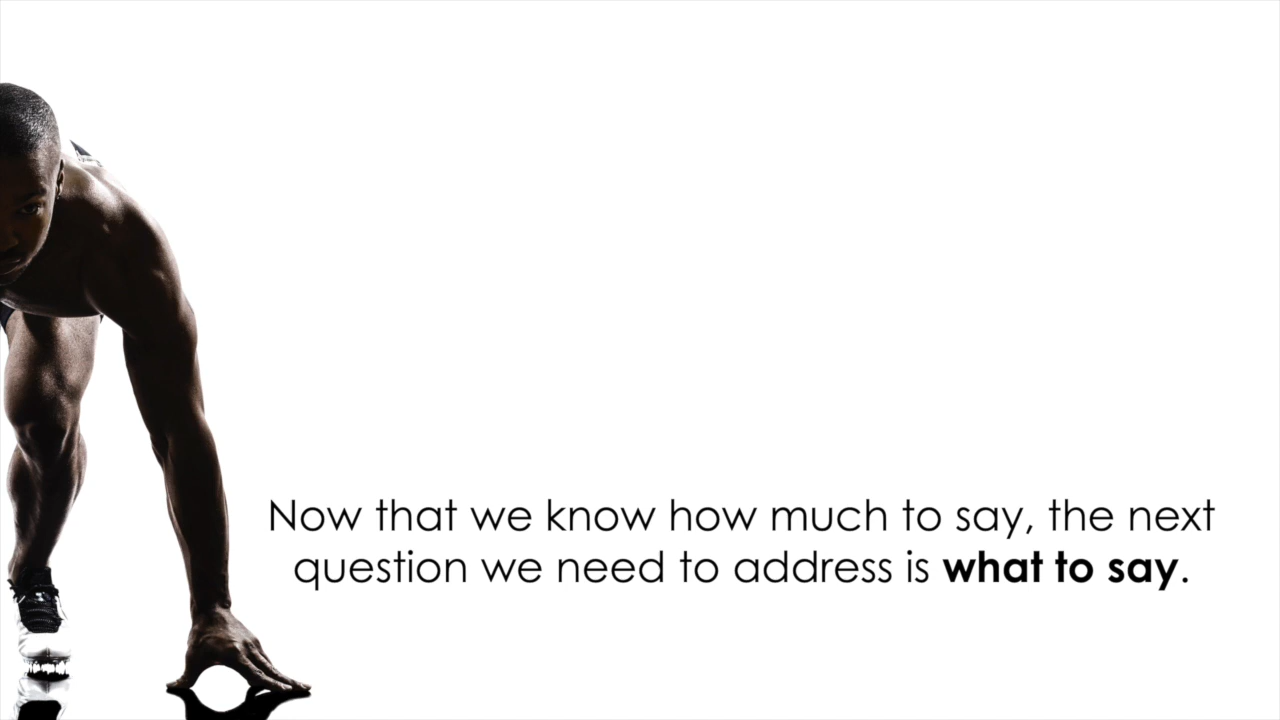 Now that we know how much to say, the next
question we need to address is what to say.